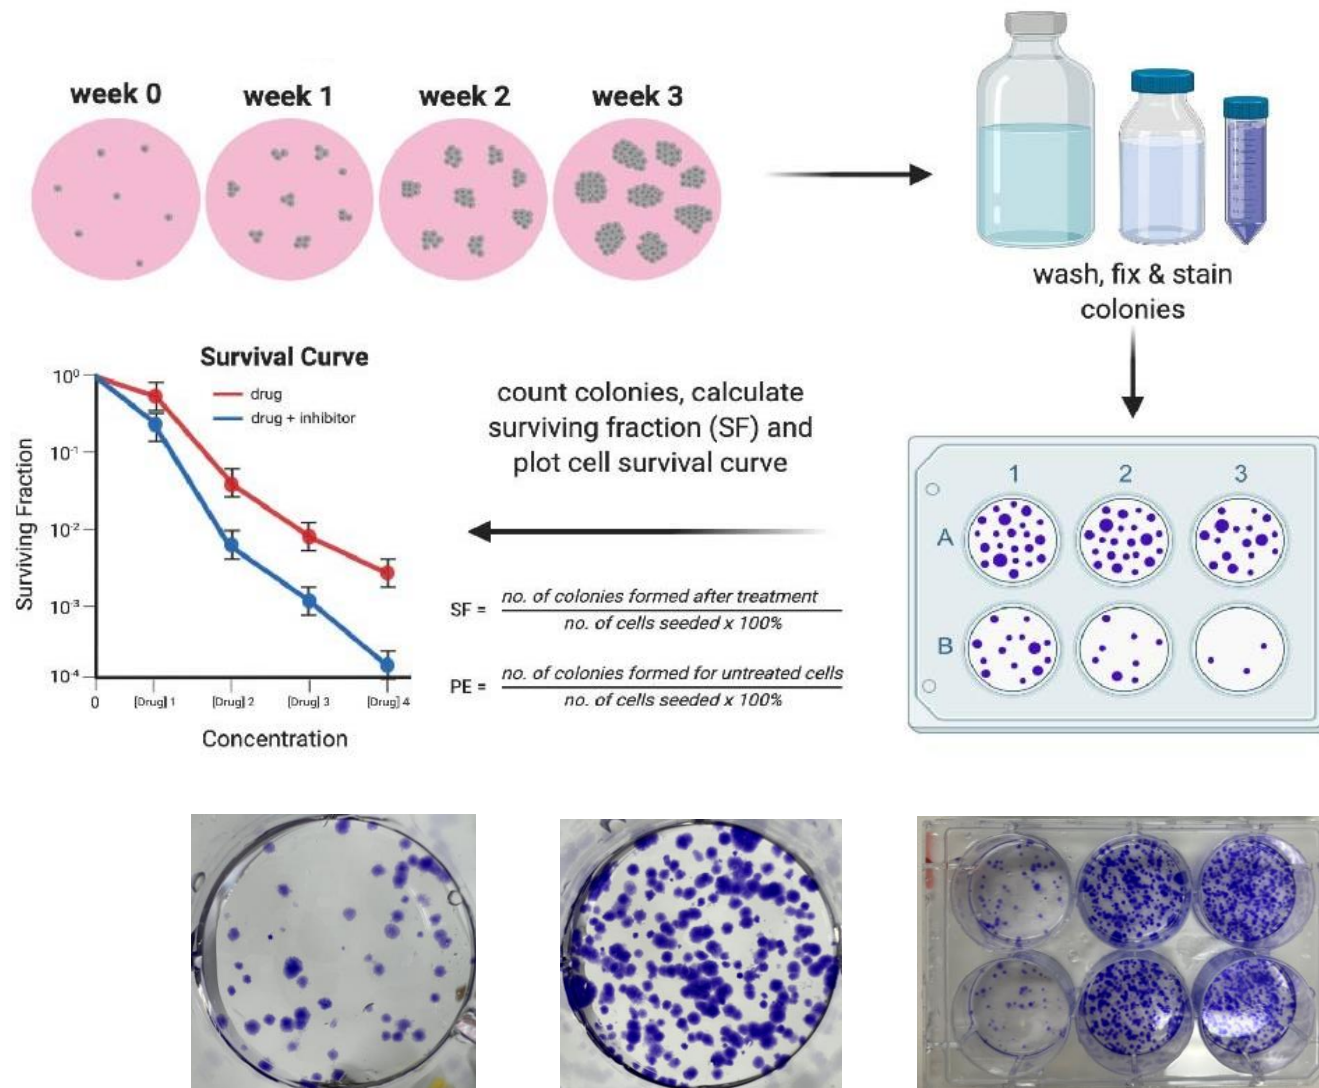 week 0
week 1
week 2
week 3
wash, fix & stain
colonies
Survival Curve
drug
drug + inhibitor
10⁰
10⁻¹
10⁻²
10⁻³
10⁻⁴
Surviving Fraction
0
[Drug] 1
[Drug] 2
[Drug] 3
[Drug] 4
Concentration
count colonies, calculate
surviving fraction (SF) and
plot cell survival curve
SF =
no. of colonies formed after treatment
no. of cells seeded x 100%
PE =
no. of colonies formed for untreated cells
no. of cells seeded x 100%
1
2
3
A
B